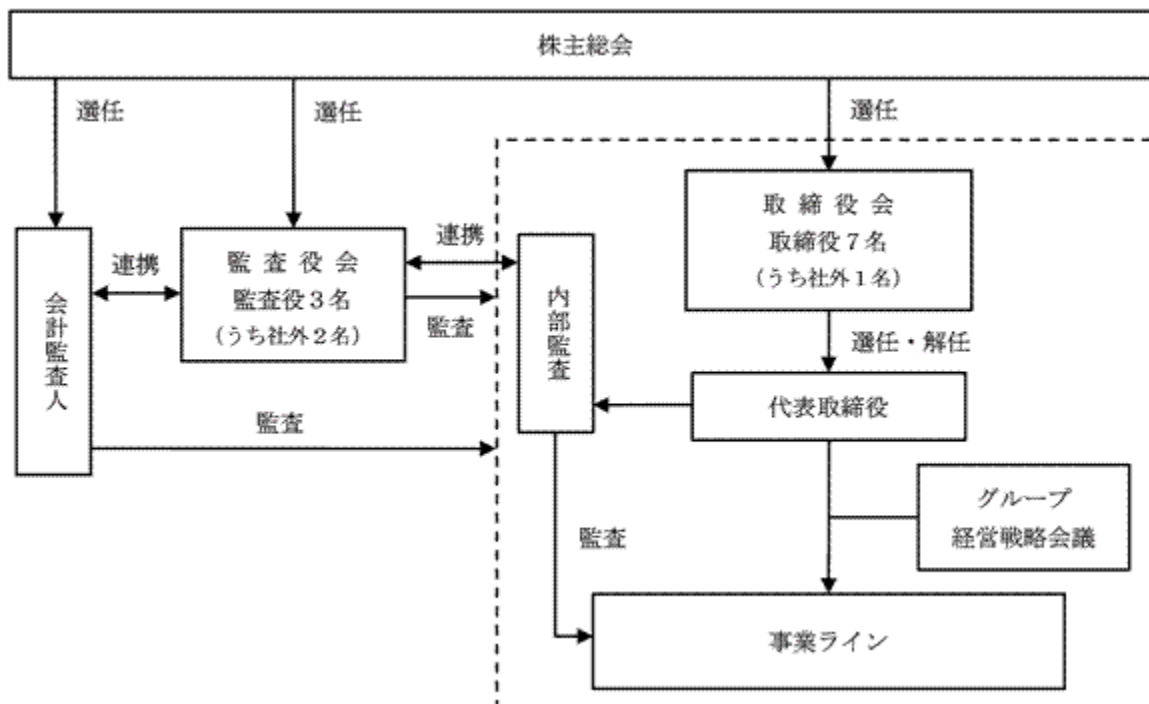 株主総会
選任
選任
選任
取締役会
取締役7名
(うち社外1名)
連携
連携
監査役会
監査役3名
(うち社外2名)
監査
会計監査人
内部監査
選任・解任
代表取締役
監査
グループ
経営戦略会議
監査
事業ライン